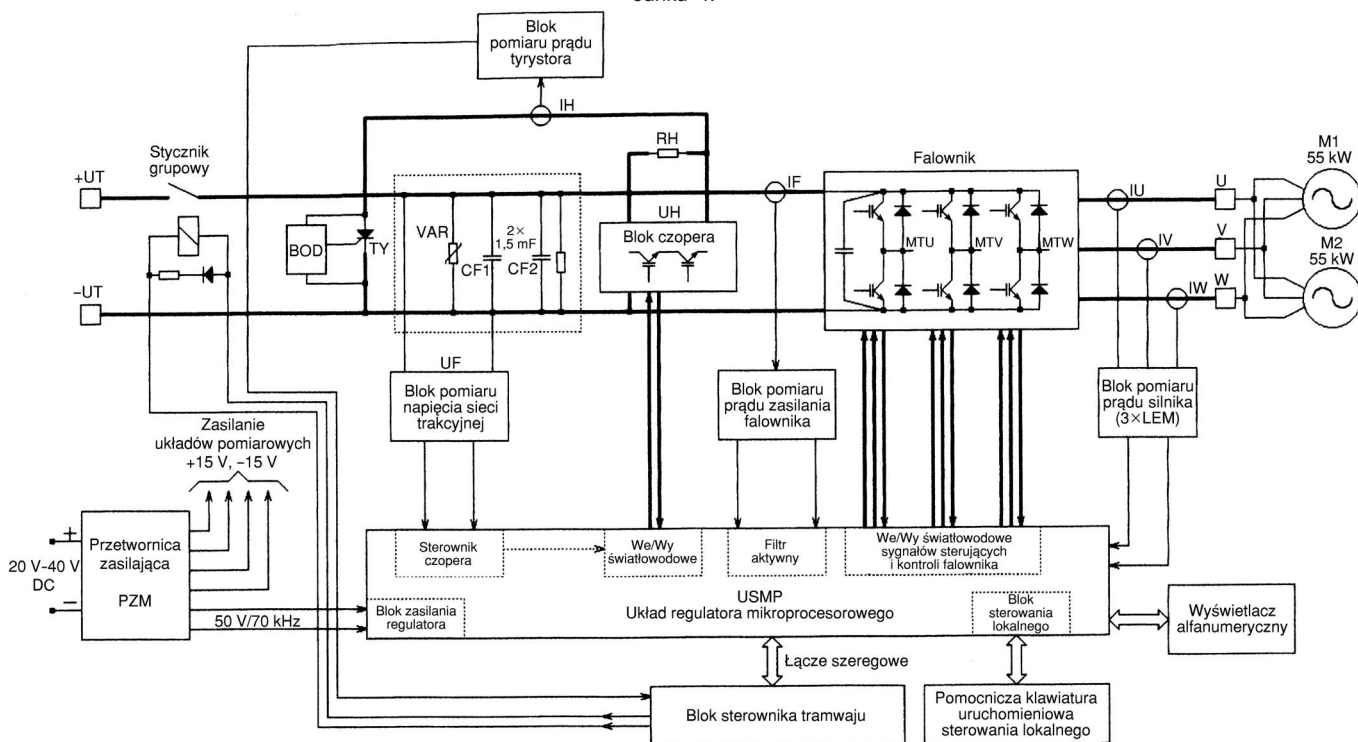 Blok
pomiaru prądu
tyrystora
IH
Stycznik
grupowy
+UT
RH
Falownik
M1
55 kW
IF
IU
U
UH
VAR
2×
1,5 mF
Blok czopera
BOD
TY
CF1
CF2
MTU
MTV
MTW
IV
V
M2
55 kW
–UT
IW
W
UF
Blok pomiaru
napięcia sieci
trakcyjnej
Blok pomiaru
prądu zasilania
falownika
Blok pomiaru
prądu silnika
(3×LEM)
Zasilanie
układów pomiarowych
+15 V, –15 V
+
20 V–40 V
DC
–
Przetwornica
zasilająca
PZM
50 V/70 kHz
Sterownik
czopera
We/Wy
światłowodowe
Filtr
aktywny
We/Wy światłowodowe
sygnałów sterujących
i kontroli falownika
USMP
Układ regulatora mikroprocesorowego
Blok zasilania
regulatora
Blok
sterowania
lokalnego
Wyświetlacz
alfanumeryczny
Łącze szeregowe
Blok sterownika tramwaju
Pomocnicza klawiatura
uruchomieniowa
sterowania lokalnego